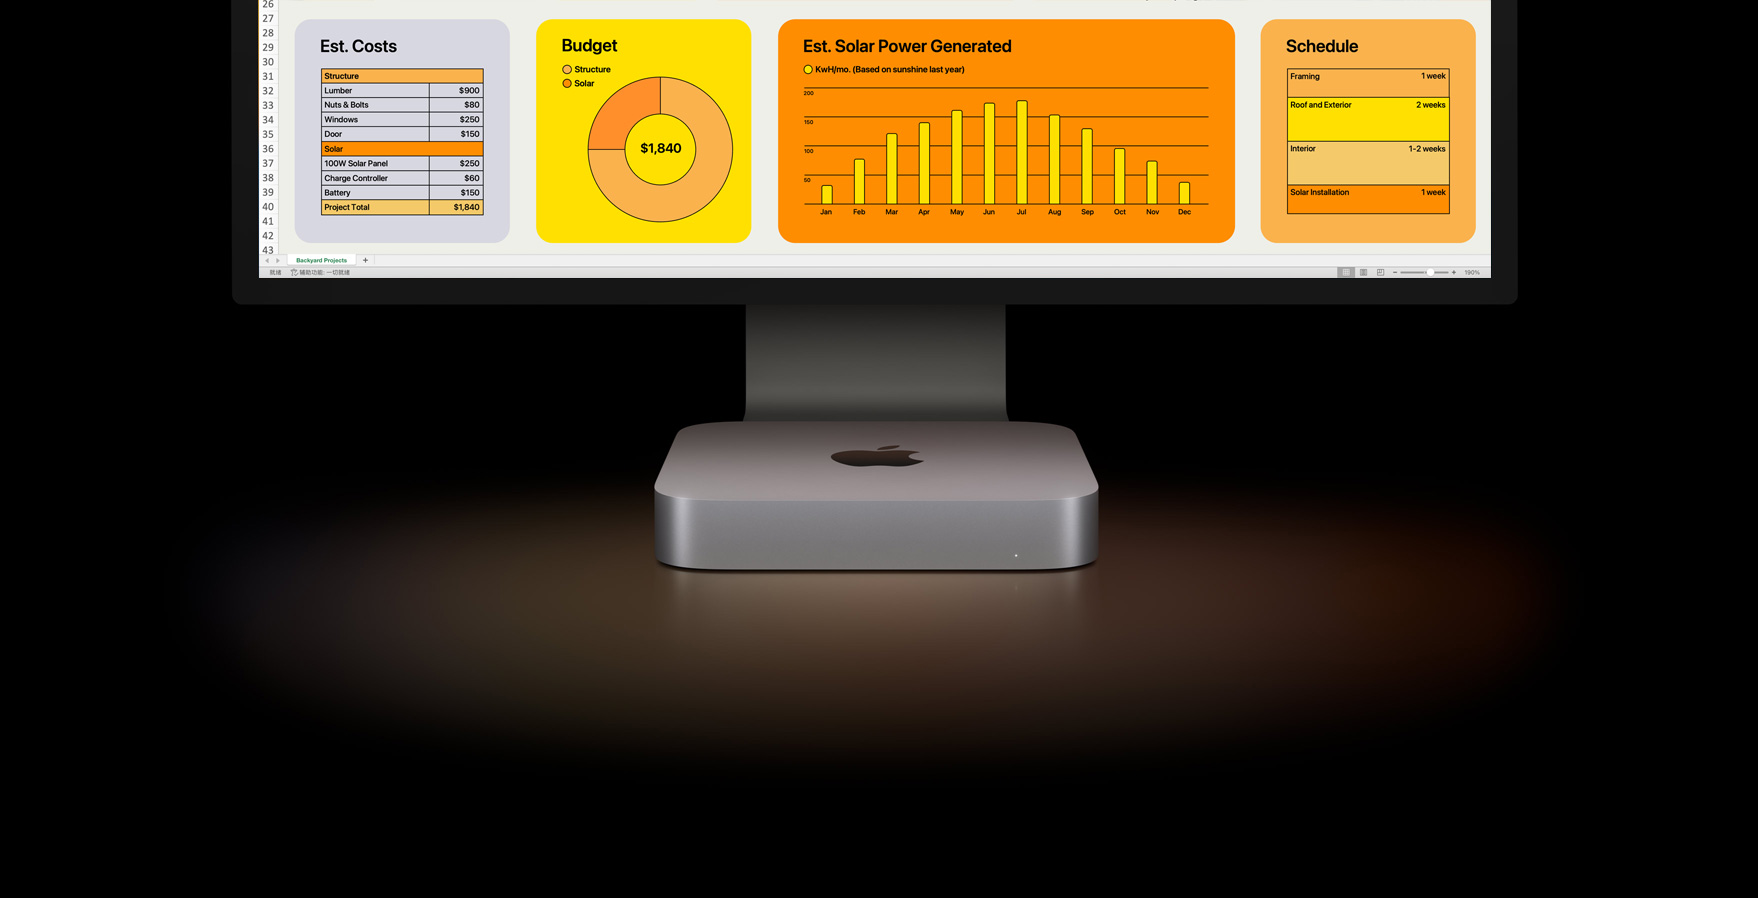 26
27
28
29
30
31
32
33
34
35
36
37
38
39
40
41
42
43
Est. Costs
Structure
Lumber $900
Nuts & Bolts $80
Windows $250
Door $150
Solar
100W Solar Panel $250
Charge Controller $60
Battery $150
Project Total $1,840
Budget
Structure
Solar
$1,840
Est. Solar Power Generated
KwH/mo. (Based on sunshine last year)
200
150
100
50
Jan Feb Mar Apr May Jun Jul Aug Sep Oct Nov Dec
Schedule
Framing 1 week
Roof and Exterior 2 weeks
Interior 1-2 weeks
Solar Installation 1 week
Backyard Projects +
就绪 辅助功能: 一切就绪
− + 190%